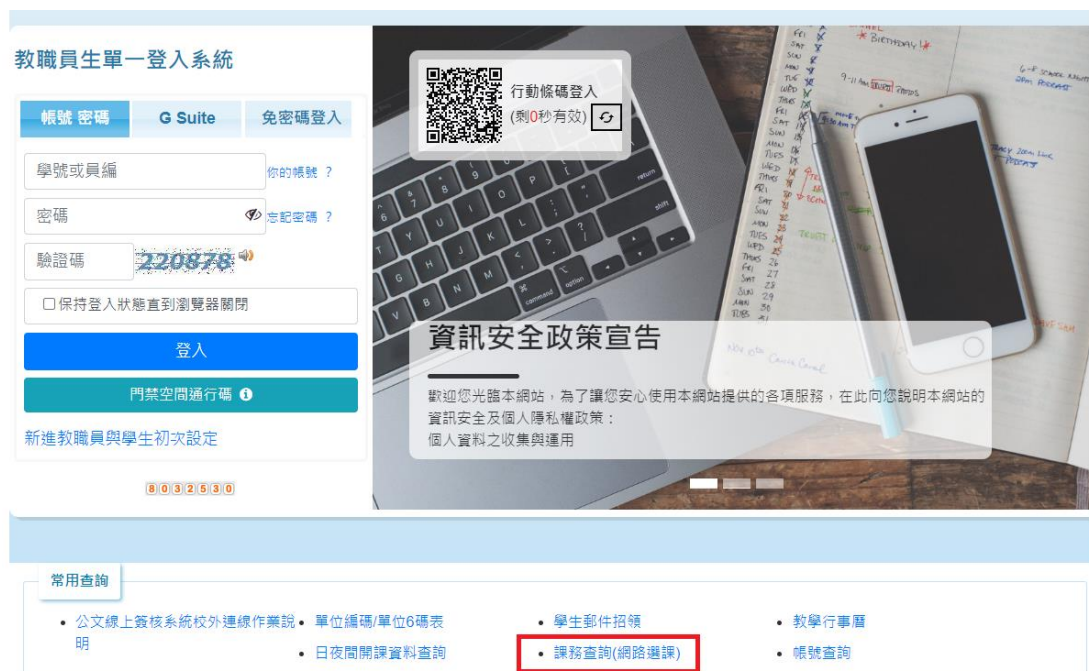 教職員生單一登入系統
帳號 密碼
G Suite
免密碼登入
學號或員編
你的帳號 ?
密碼
忘記密碼 ?
驗證碼
220878
保持登入狀態直到瀏覽器關閉
登入
門禁空間通行碼
新進教職員與學生初次設定
8032530
行動條碼登入
(剩0秒有效)
BIRTHDAY!
return
shift
command
option
資訊安全政策宣告
歡迎您光臨本網站，為了讓您安心使用本網站提供的各項服務，在此向您說明本網站的
資訊安全及個人隱私權政策：
個人資料之收集與運用
常用查詢
公文線上簽核系統校外連線作業說
明
單位編碼/單位6碼表
學生郵件招領
教學行事曆
日夜間開課資料查詢
課務查詢(網路選課)
帳號查詢